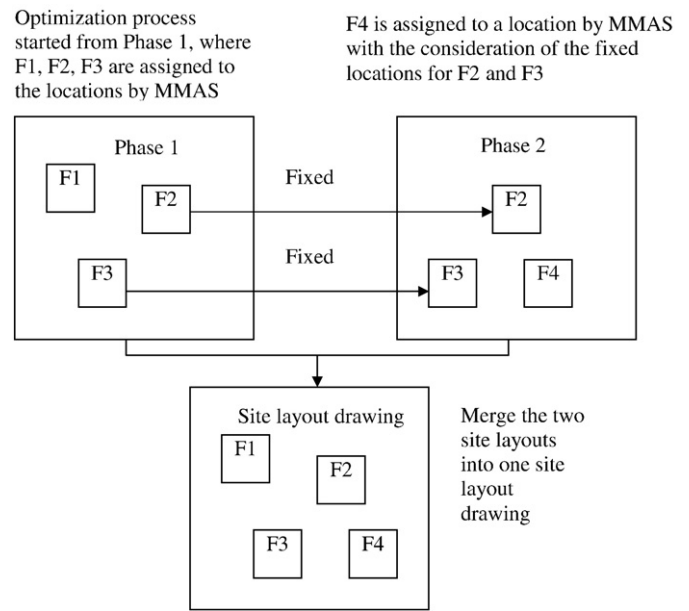 Optimization process
started from Phase 1, where
F1, F2, F3 are assigned to
the locations by MMAS
F4 is assigned to a location by MMAS
with the consideration of the fixed
locations for F2 and F3
Phase 1
F1
F2
F3
Fixed
Fixed
Phase 2
F2
F3
F4
Site layout drawing
F1
F2
F3
F4
Merge the two
site layouts
into one site
layout
drawing